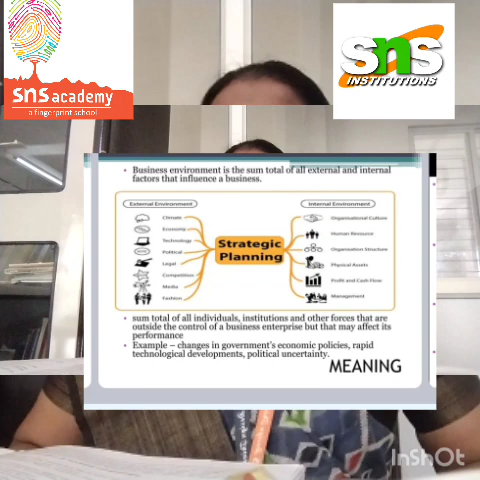 sns academy
a fingerprint school
sns
INSTITUTIONS
• Business environment is the sum total of all external and internal
factors that influence a business.
External Environment
Internal Environment
Climate
Economy
Technology
Political
Legal
Competition
Media
Fashion
Strategic
Planning
Organisational Culture
Human Resource
Organisation Structure
Physical Assets
Profit and Cash Flow
Management
• sum total of all individuals, institutions and other forces that are
outside the control of a business enterprise but that may affect its
performance
• Example – changes in government's economic policies, rapid
technological developments, political uncertainty.
MEANING
InShOt